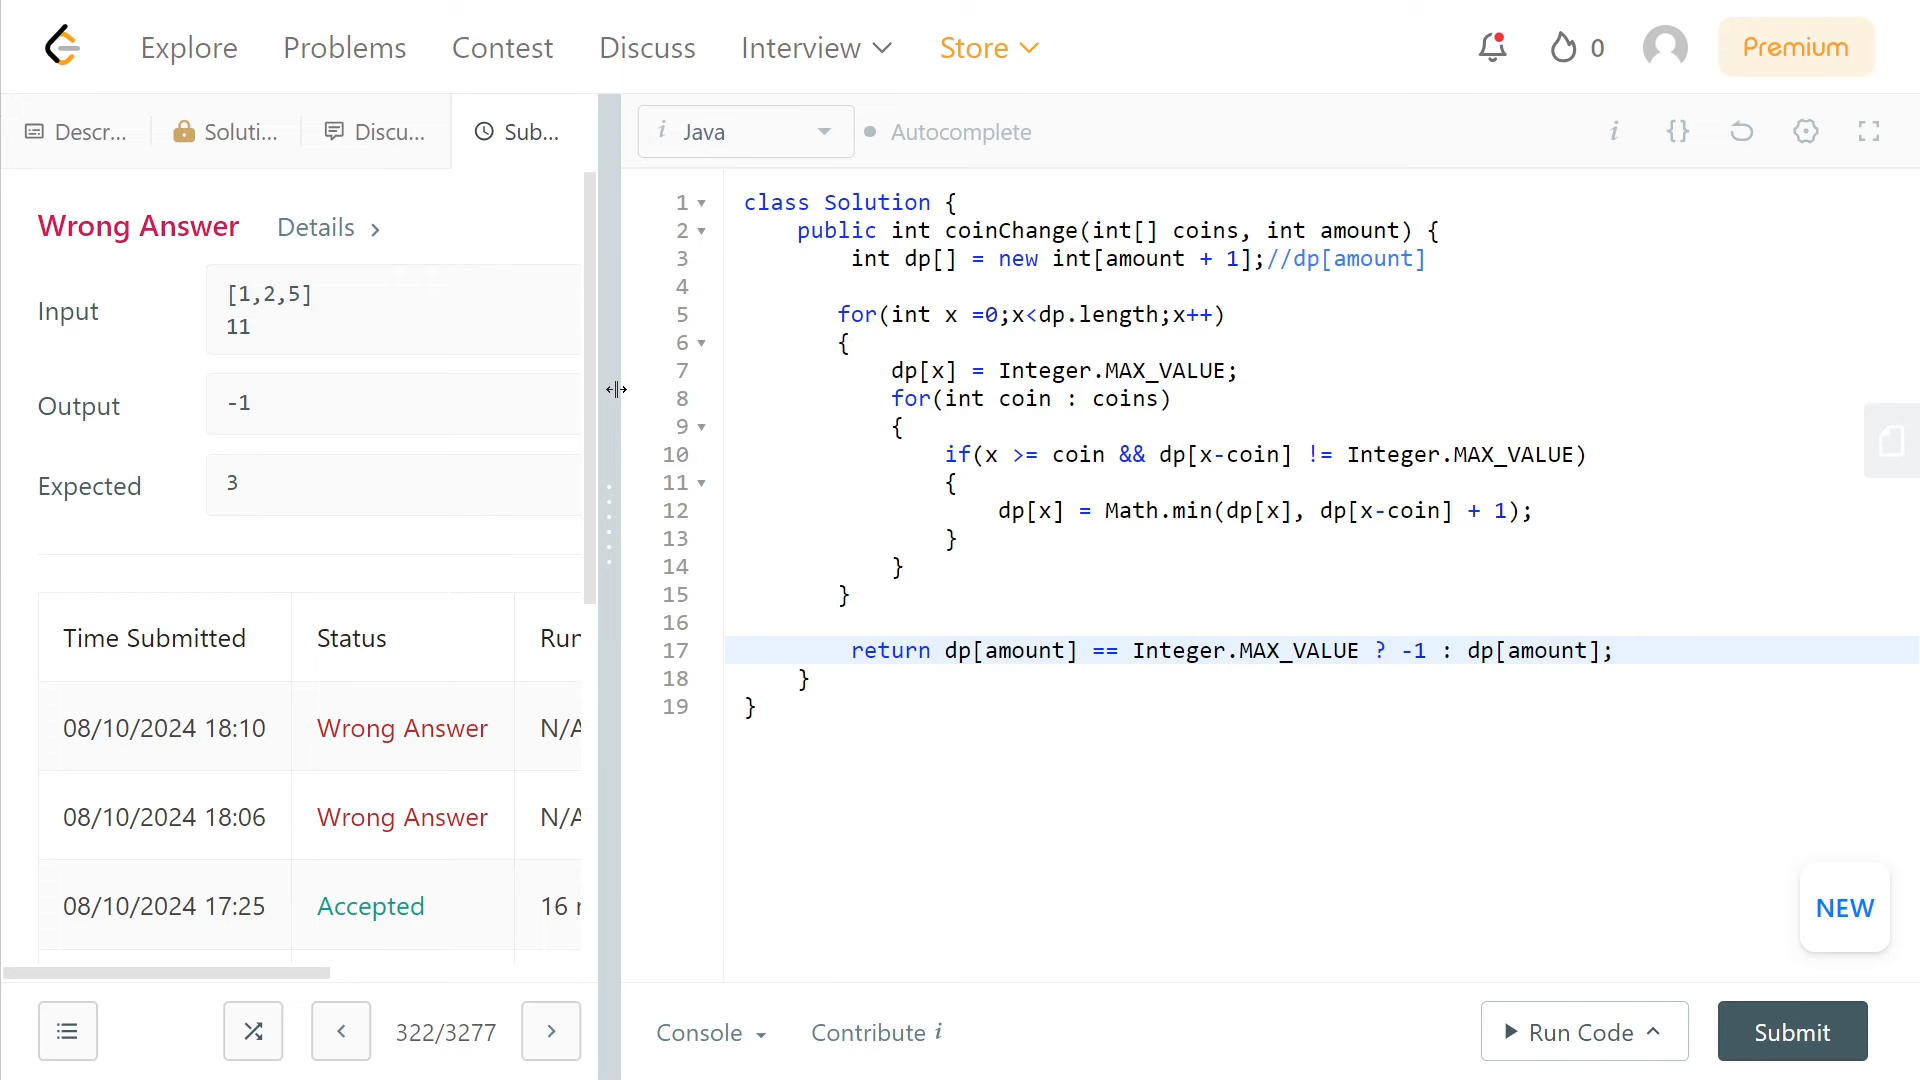 Explore Problems Contest Discuss Interview Store 0 Premium
Descr... Soluti... Discu... Sub...
Wrong Answer Details >
Input [1,2,5]
11
Output -1
Expected 3
Time Submitted Status
08/10/2024 18:10 Wrong Answer N/A
08/10/2024 18:06 Wrong Answer N/A
08/10/2024 17:25 Accepted 16
322/3277
i Java Autocomplete i {}
1 class Solution {
2 public int coinChange(int[] coins, int amount) {
3 int dp[] = new int[amount + 1];//dp[amount]
4
5 for(int x =0;x<dp.length;x++)
6 {
7 dp[x] = Integer.MAX_VALUE;
8 for(int coin : coins)
9 {
10 if(x >= coin && dp[x-coin] != Integer.MAX_VALUE)
11 {
12 dp[x] = Math.min(dp[x], dp[x-coin] + 1);
13 }
14 }
15 }
16
17 return dp[amount] == Integer.MAX_VALUE ? -1 : dp[amount];
18 }
19 }
NEW
Console Contribute i Run Code Submit